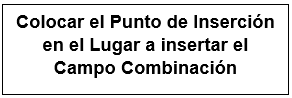 Colocar el Punto de Inserción
en el Lugar a insertar el
Campo Combinación